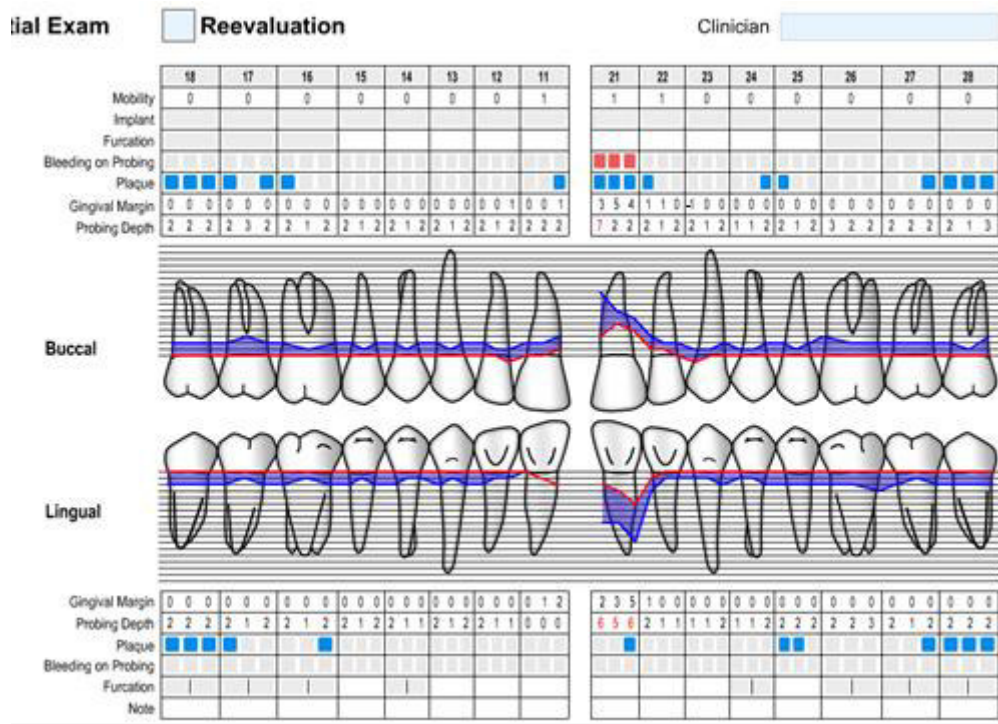 ial Exam Reevaluation Clinician
18 17 16 15 14 13 12 11 21 22 23 24 25 26 27 28
Mobility 0 0 0 0 0 0 0 1 1 1 0 0 0 0 0 0
Implant
Furcation
Bleeding on Probing
Plaque
Gingival Margin 0 0 0 0 0 0 0 0 0 0 0 0 0 0 0 0 0 0 0 0 1 0 0 1 3 5 4 1 1 0 0 0 0 0 0 0 0 0 0 0 0 0 0 0 0 0 0
Probing Depth 2 2 2 2 3 2 2 1 2 2 1 2 2 1 2 2 1 2 2 1 2 2 2 2 7 2 2 2 1 2 2 1 2 1 1 2 2 1 2 3 2 2 2 2 2 2 1 3
Buccal
Lingual
Gingival Margin 0 0 0 0 0 0 0 0 0 0 0 0 0 0 0 0 0 0 0 0 0 0 1 2 2 3 5 1 0 0 0 0 0 0 0 0 0 0 0 0 0 0 0 0 0 0 0 0
Probing Depth 2 2 2 2 1 2 2 1 2 2 1 2 2 1 1 2 1 2 2 1 1 0 0 0 6 5 6 2 1 1 1 1 2 1 1 2 2 2 2 2 2 3 2 1 2 2 2 2
Plaque
Bleeding on Probing
Furcation
Note